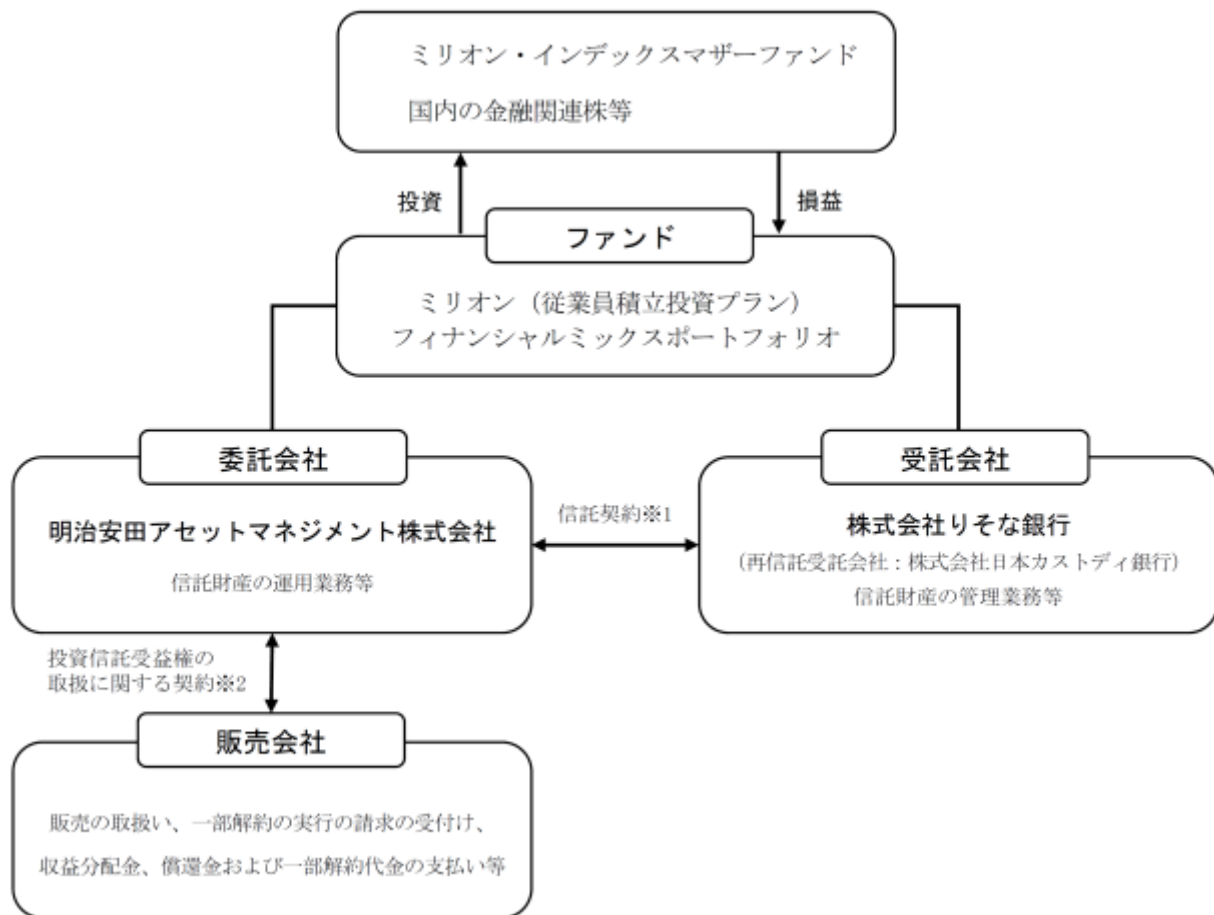 ミリオン・インデックスマザーファンド
国内の金融関連株等
投資
損益
ファンド
ミリオン（従業員積立投資プラン）
フィナンシャルミックスポートフォリオ
委託会社
明治安田アセットマネジメント株式会社
信託財産の運用業務等
信託契約※1
受託会社
株式会社りそな銀行
（再信託受託会社：株式会社日本カストディ銀行）
信託財産の管理業務等
投資信託受益権の
取扱に関する契約※2
販売会社
販売の取扱い、一部解約の実行の請求の受付け、
収益分配金、償還金および一部解約代金の支払い等